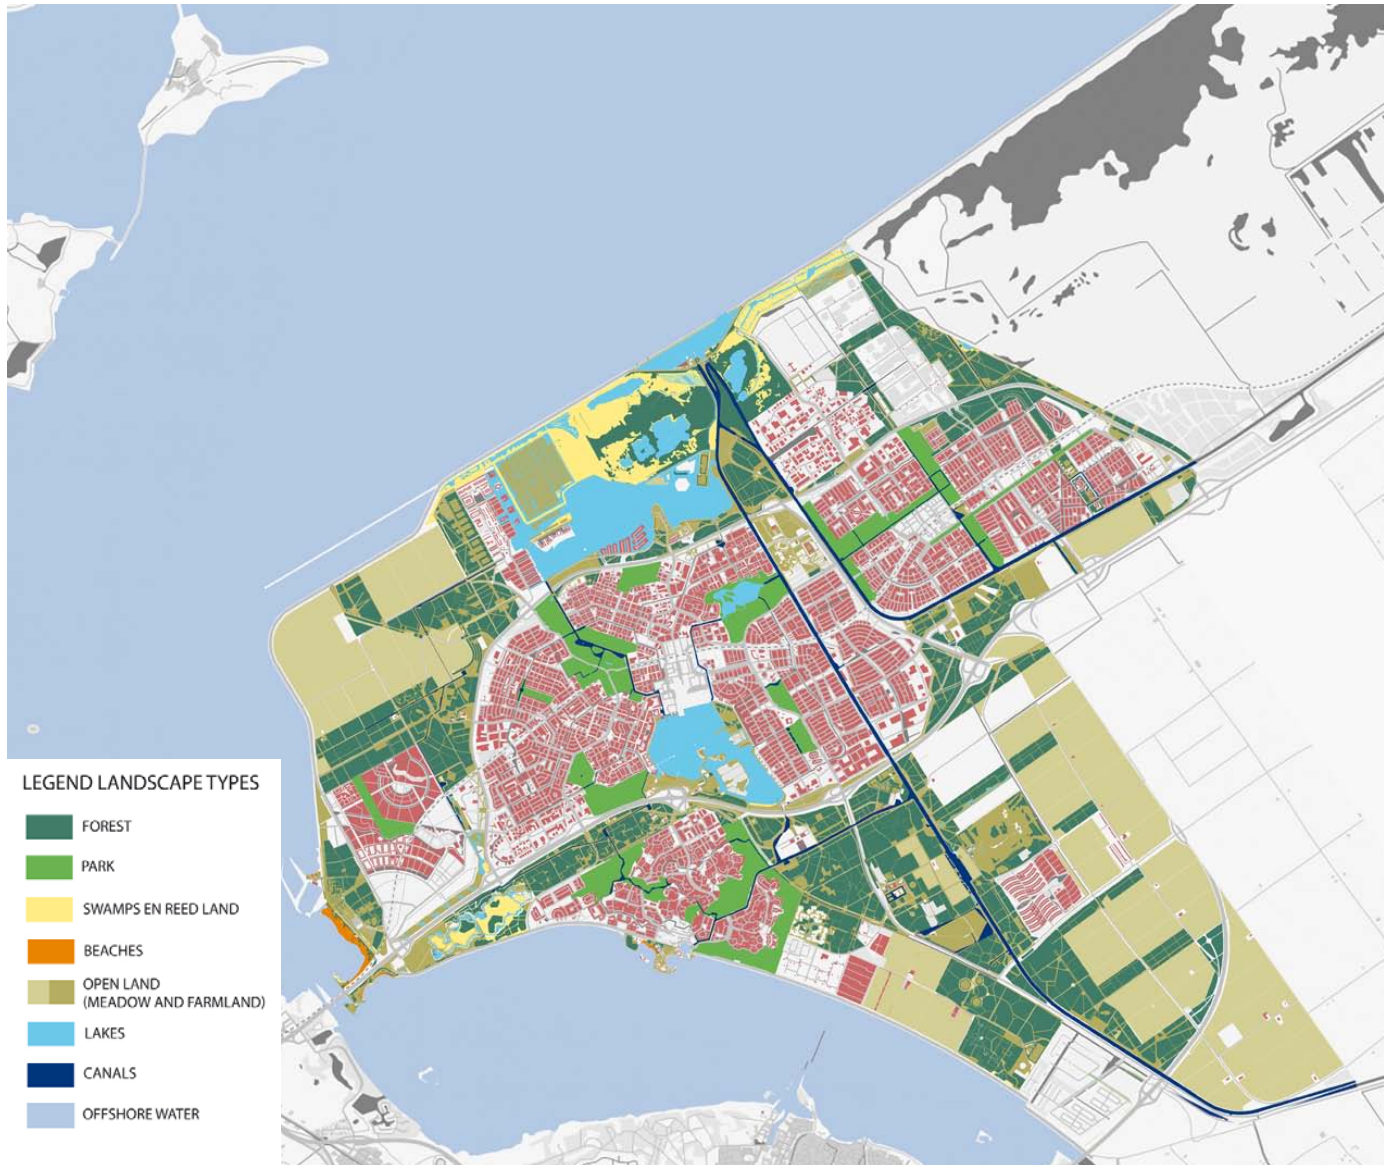 LEGEND LANDSCAPE TYPES
FOREST
PARK
SWAMPS EN REED LAND
BEACHES
OPEN LAND
(MEADOW AND FARMLAND)
LAKES
CANALS
OFFSHORE WATER